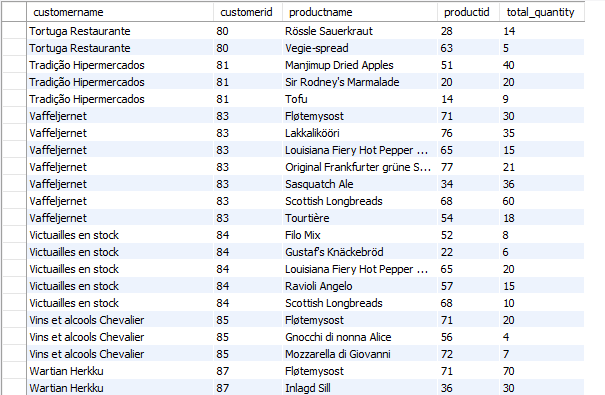 customername customerid productname productid total_quantity
Tortuga Restaurante 80 Rössle Sauerkraut 28 14
Tortuga Restaurante 80 Vegie-spread 63 5
Tradição Hipermercados 81 Manjimup Dried Apples 51 40
Tradição Hipermercados 81 Sir Rodney's Marmalade 20 20
Tradição Hipermercados 81 Tofu 14 9
Vaffeljernet 83 Fløtemysost 71 30
Vaffeljernet 83 Lakkalikööri 76 35
Vaffeljernet 83 Louisiana Fiery Hot Pepper ... 65 15
Vaffeljernet 83 Original Frankfurter grüne S... 77 21
Vaffeljernet 83 Sasquatch Ale 34 36
Vaffeljernet 83 Scottish Longbreads 68 60
Vaffeljernet 83 Tourtière 54 18
Victuailles en stock 84 Filo Mix 52 8
Victuailles en stock 84 Gustaf's Knäckebröd 22 6
Victuailles en stock 84 Louisiana Fiery Hot Pepper ... 65 20
Victuailles en stock 84 Ravioli Angelo 57 15
Victuailles en stock 84 Scottish Longbreads 68 10
Vins et alcools Chevalier 85 Fløtemysost 71 20
Vins et alcools Chevalier 85 Gnocchi di nonna Alice 56 4
Vins et alcools Chevalier 85 Mozzarella di Giovanni 72 7
Wartian Herkku 87 Fløtemysost 71 70
Wartian Herkku 87 Inlagd Sill 36 30